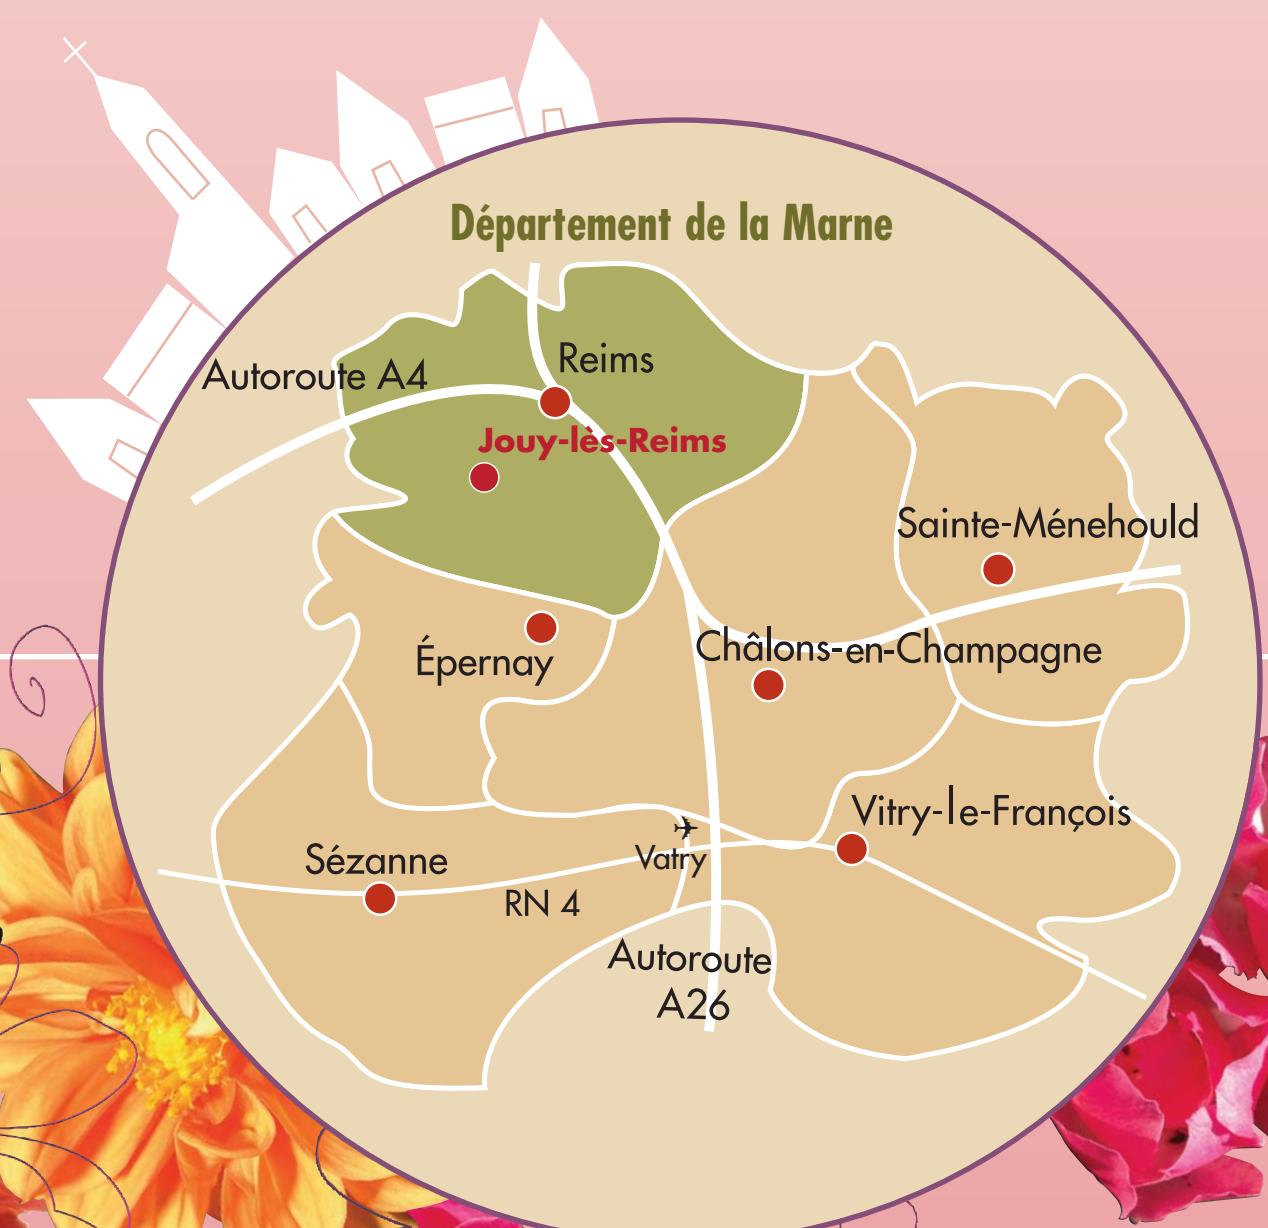 Département de la Marne
Reims
Autoroute A4
Jouy-lès-Reims
Sainte-Ménehould
Châlons-en-Champagne
Épernay
Vitry-le-François
Vatry
Sézanne
RN 4
Autoroute
A26